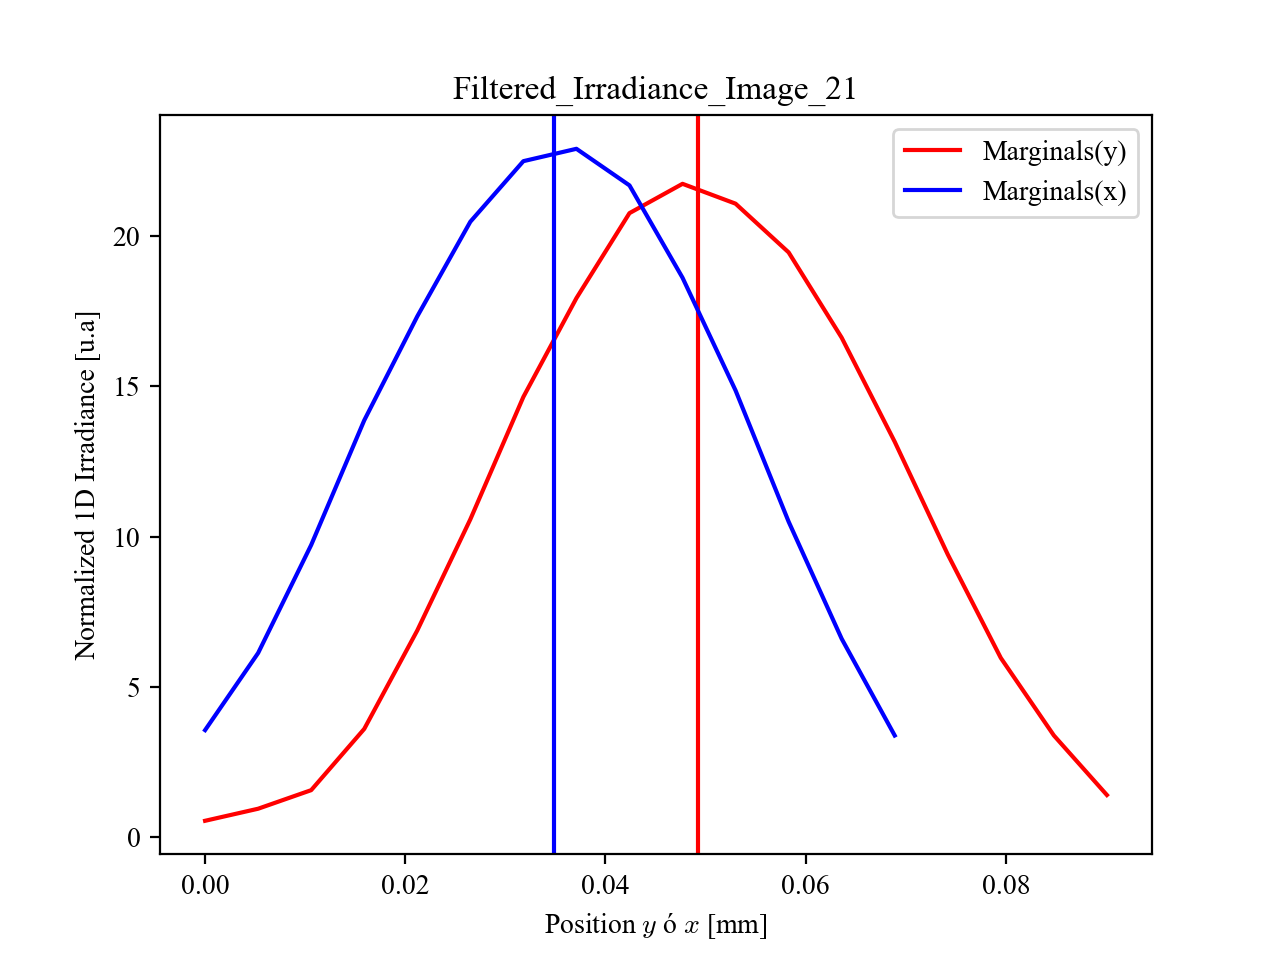 Filtered_Irradiance_Image_21
Marginals(y)
Marginals(x)
Normalized 1D Irradiance [u.a]
20
15
10
5
0
0.00 0.02 0.04 0.06 0.08
Position y ó x [mm]